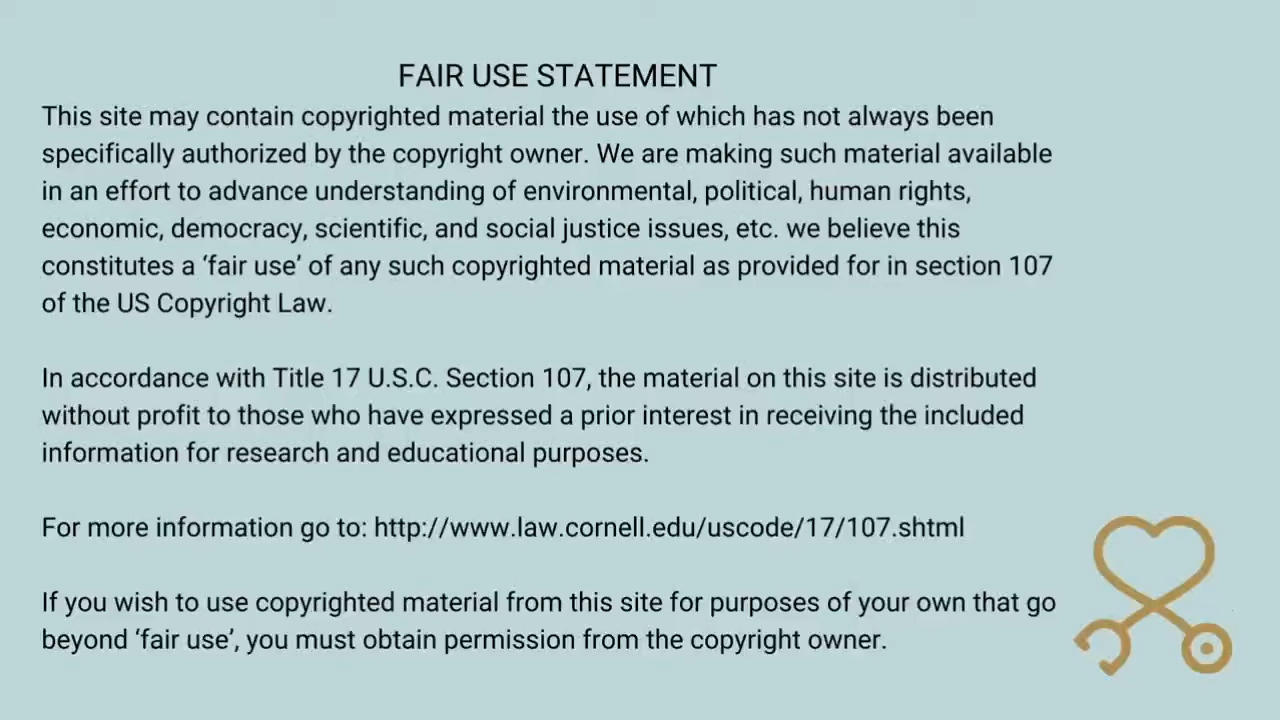 FAIR USE STATEMENT
This site may contain copyrighted material the use of which has not always been
specifically authorized by the copyright owner. We are making such material available
in an effort to advance understanding of environmental, political, human rights,
economic, democracy, scientific, and social justice issues, etc. we believe this
constitutes a ‘fair use’ of any such copyrighted material as provided for in section 107
of the US Copyright Law.
In accordance with Title 17 U.S.C. Section 107, the material on this site is distributed
without profit to those who have expressed a prior interest in receiving the included
information for research and educational purposes.
For more information go to: http://www.law.cornell.edu/uscode/17/107.shtml
If you wish to use copyrighted material from this site for purposes of your own that go
beyond ‘fair use’, you must obtain permission from the copyright owner.